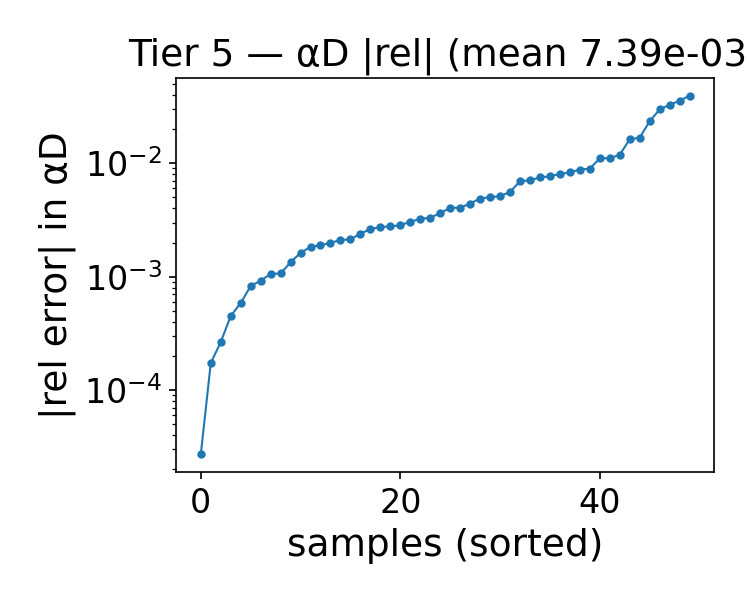 Tier 5 — αD |rel| (mean 7.39e-03
|rel error| in αD
10⁻²
10⁻³
10⁻⁴
0 20 40
samples (sorted)